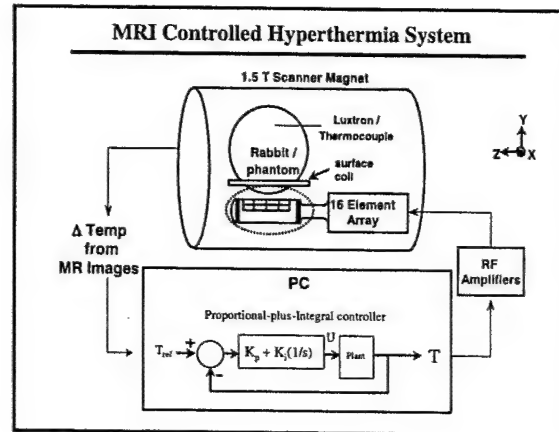 MRI Controlled Hyperthermia System
1.5 T Scanner Magnet
Luxtron /
Thermocouple
Rabbit /
phantom
surface
coil
16 Element
Array
Y
Z
X
Δ Temp
from
MR Images
RF
Amplifiers
PC
Proportional-plus-Integral controller
T_ref
+
-
K_p + K_i(1/s)
U
Plant
T